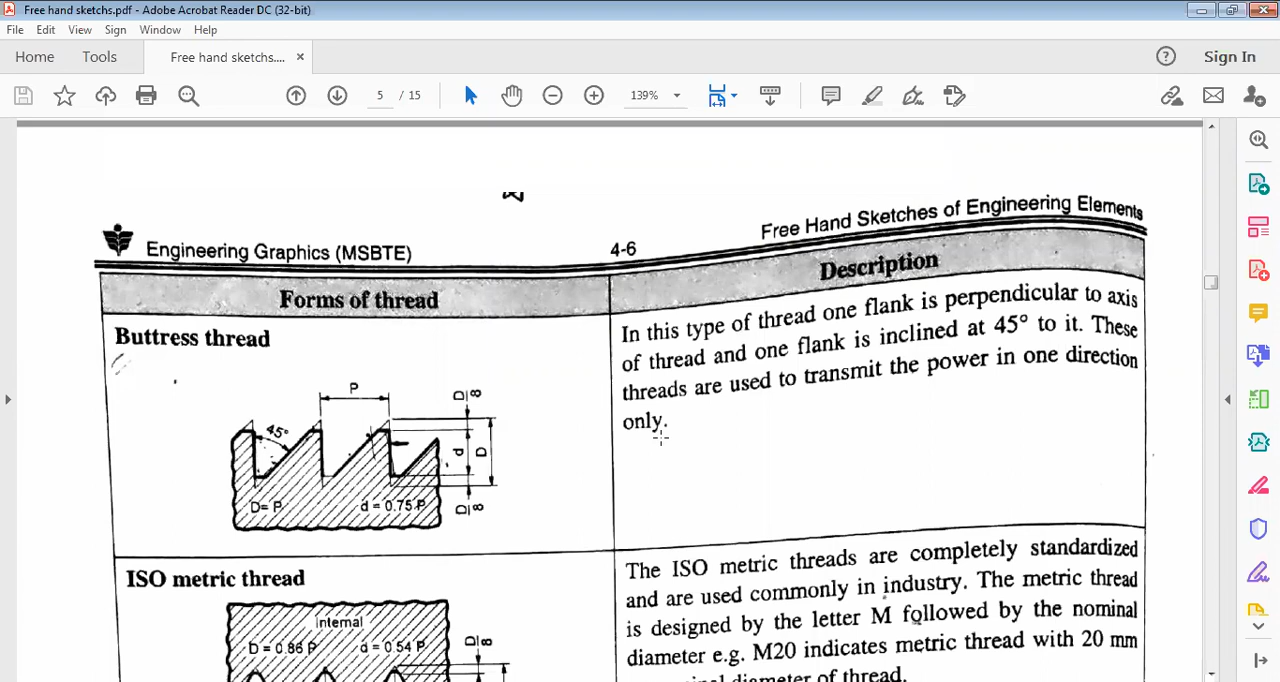 Free hand sketchs.pdf - Adobe Acrobat Reader DC (32-bit)
File Edit View Sign Window Help
Home Tools Free hand sketchs.... × Sign In
5 / 15 139%
Free Hand Sketches of Engineering Elements
Engineering Graphics (MSBTE) 4-6
Forms of thread Description
Buttress thread
In this type of thread one flank is perpendicular to axis
of thread and one flank is inclined at 45° to it. These
threads are used to transmit the power in one direction
only.
P
D/8
45°
d
D
D= P d = 0.75 P
D/8
ISO metric thread
The ISO metric threads are completely standardized
and are used commonly in industry. The metric thread
is designed by the letter M followed by the nominal
diameter e.g. M20 indicates metric thread with 20 mm
diameter of thread.
Internal
D = 0.86 P d = 0.54 P
D/8